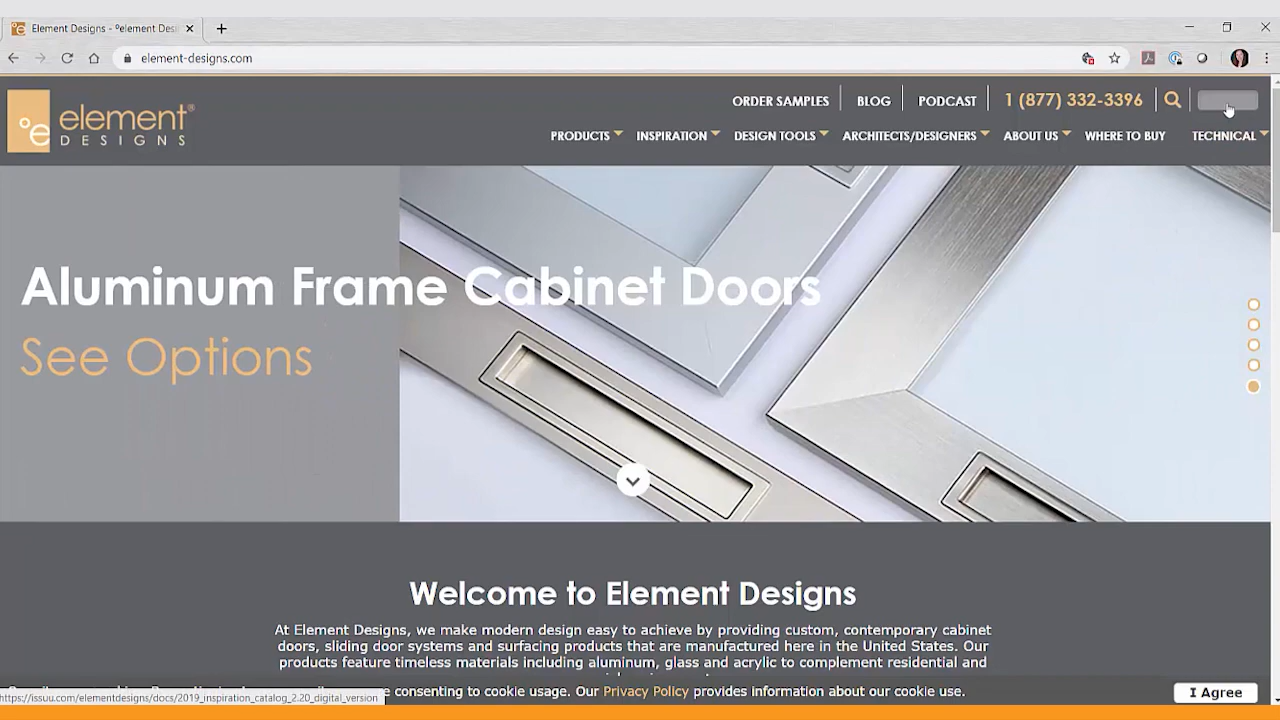 Element Designs - ºelement Desi
element-designs.com
ORDER SAMPLES
BLOG
PODCAST
1 (877) 332-3396
°e
element®
DESIGNS
PRODUCTS
INSPIRATION
DESIGN TOOLS
ARCHITECTS/DESIGNERS
ABOUT US
WHERE TO BUY
TECHNICAL
Aluminum Frame Cabinet Doors
See Options
Welcome to Element Designs
At Element Designs, we make modern design easy to achieve by providing custom, contemporary cabinet
doors, sliding door systems and surfacing products that are manufactured here in the United States. Our
products feature timeless materials including aluminum, glass and acrylic to complement residential and
e consenting to cookie usage. Our Privacy Policy provides information about our cookie use.
I Agree
https://issuu.com/elementdesigns/docs/2019_inspiration_catalog_2.20_digital_version